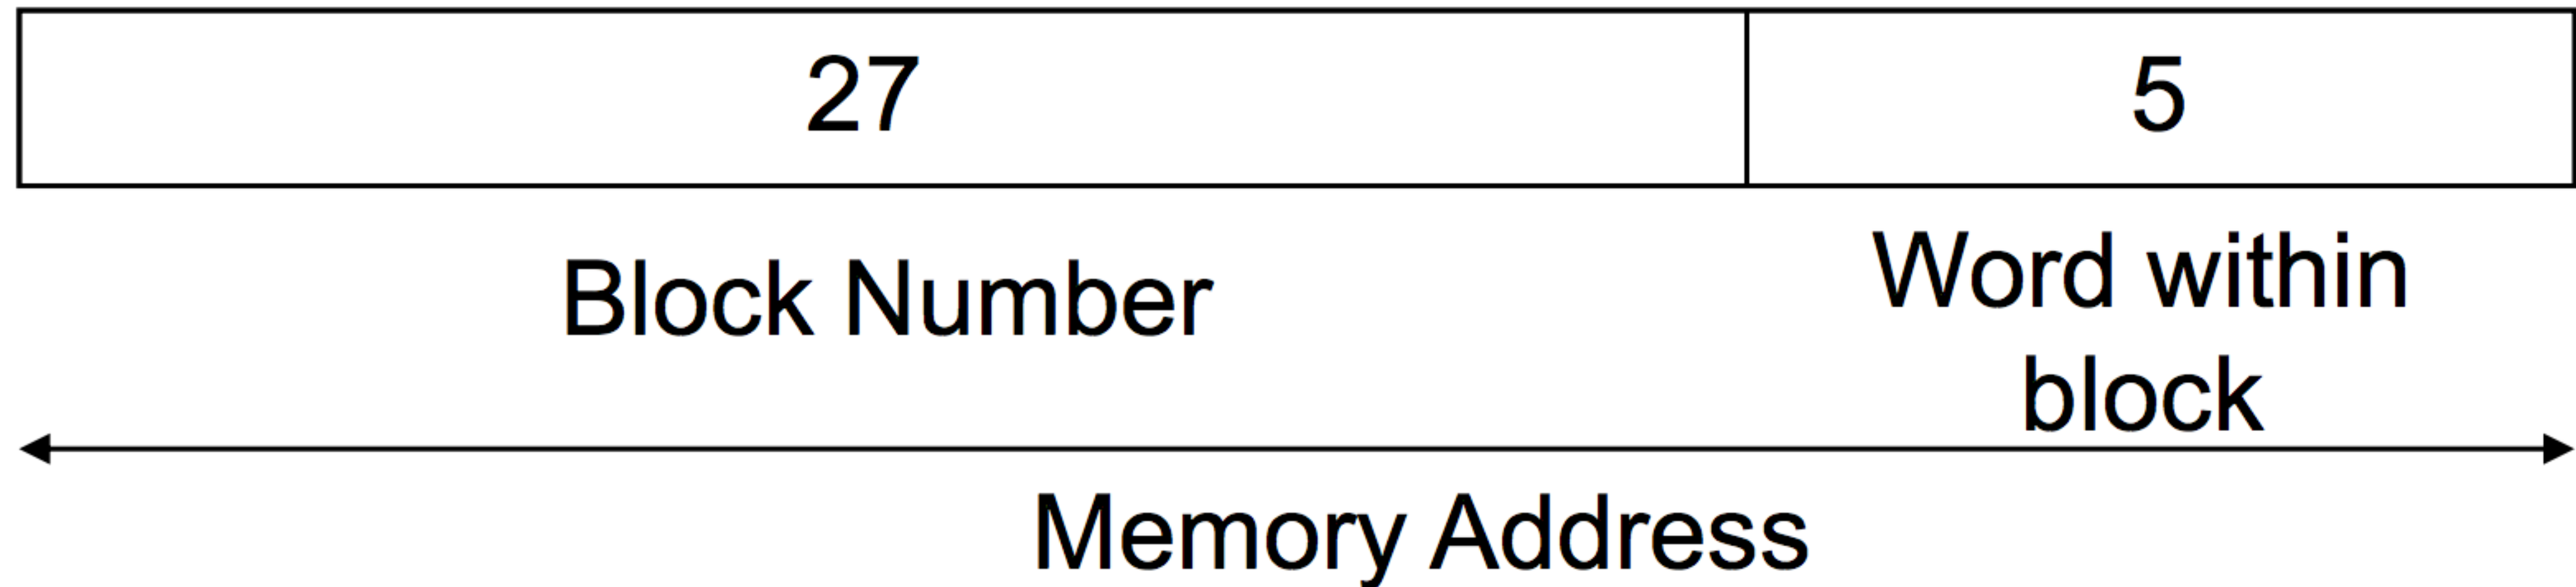 27 5
Block Number
Word within
block
Memory Address